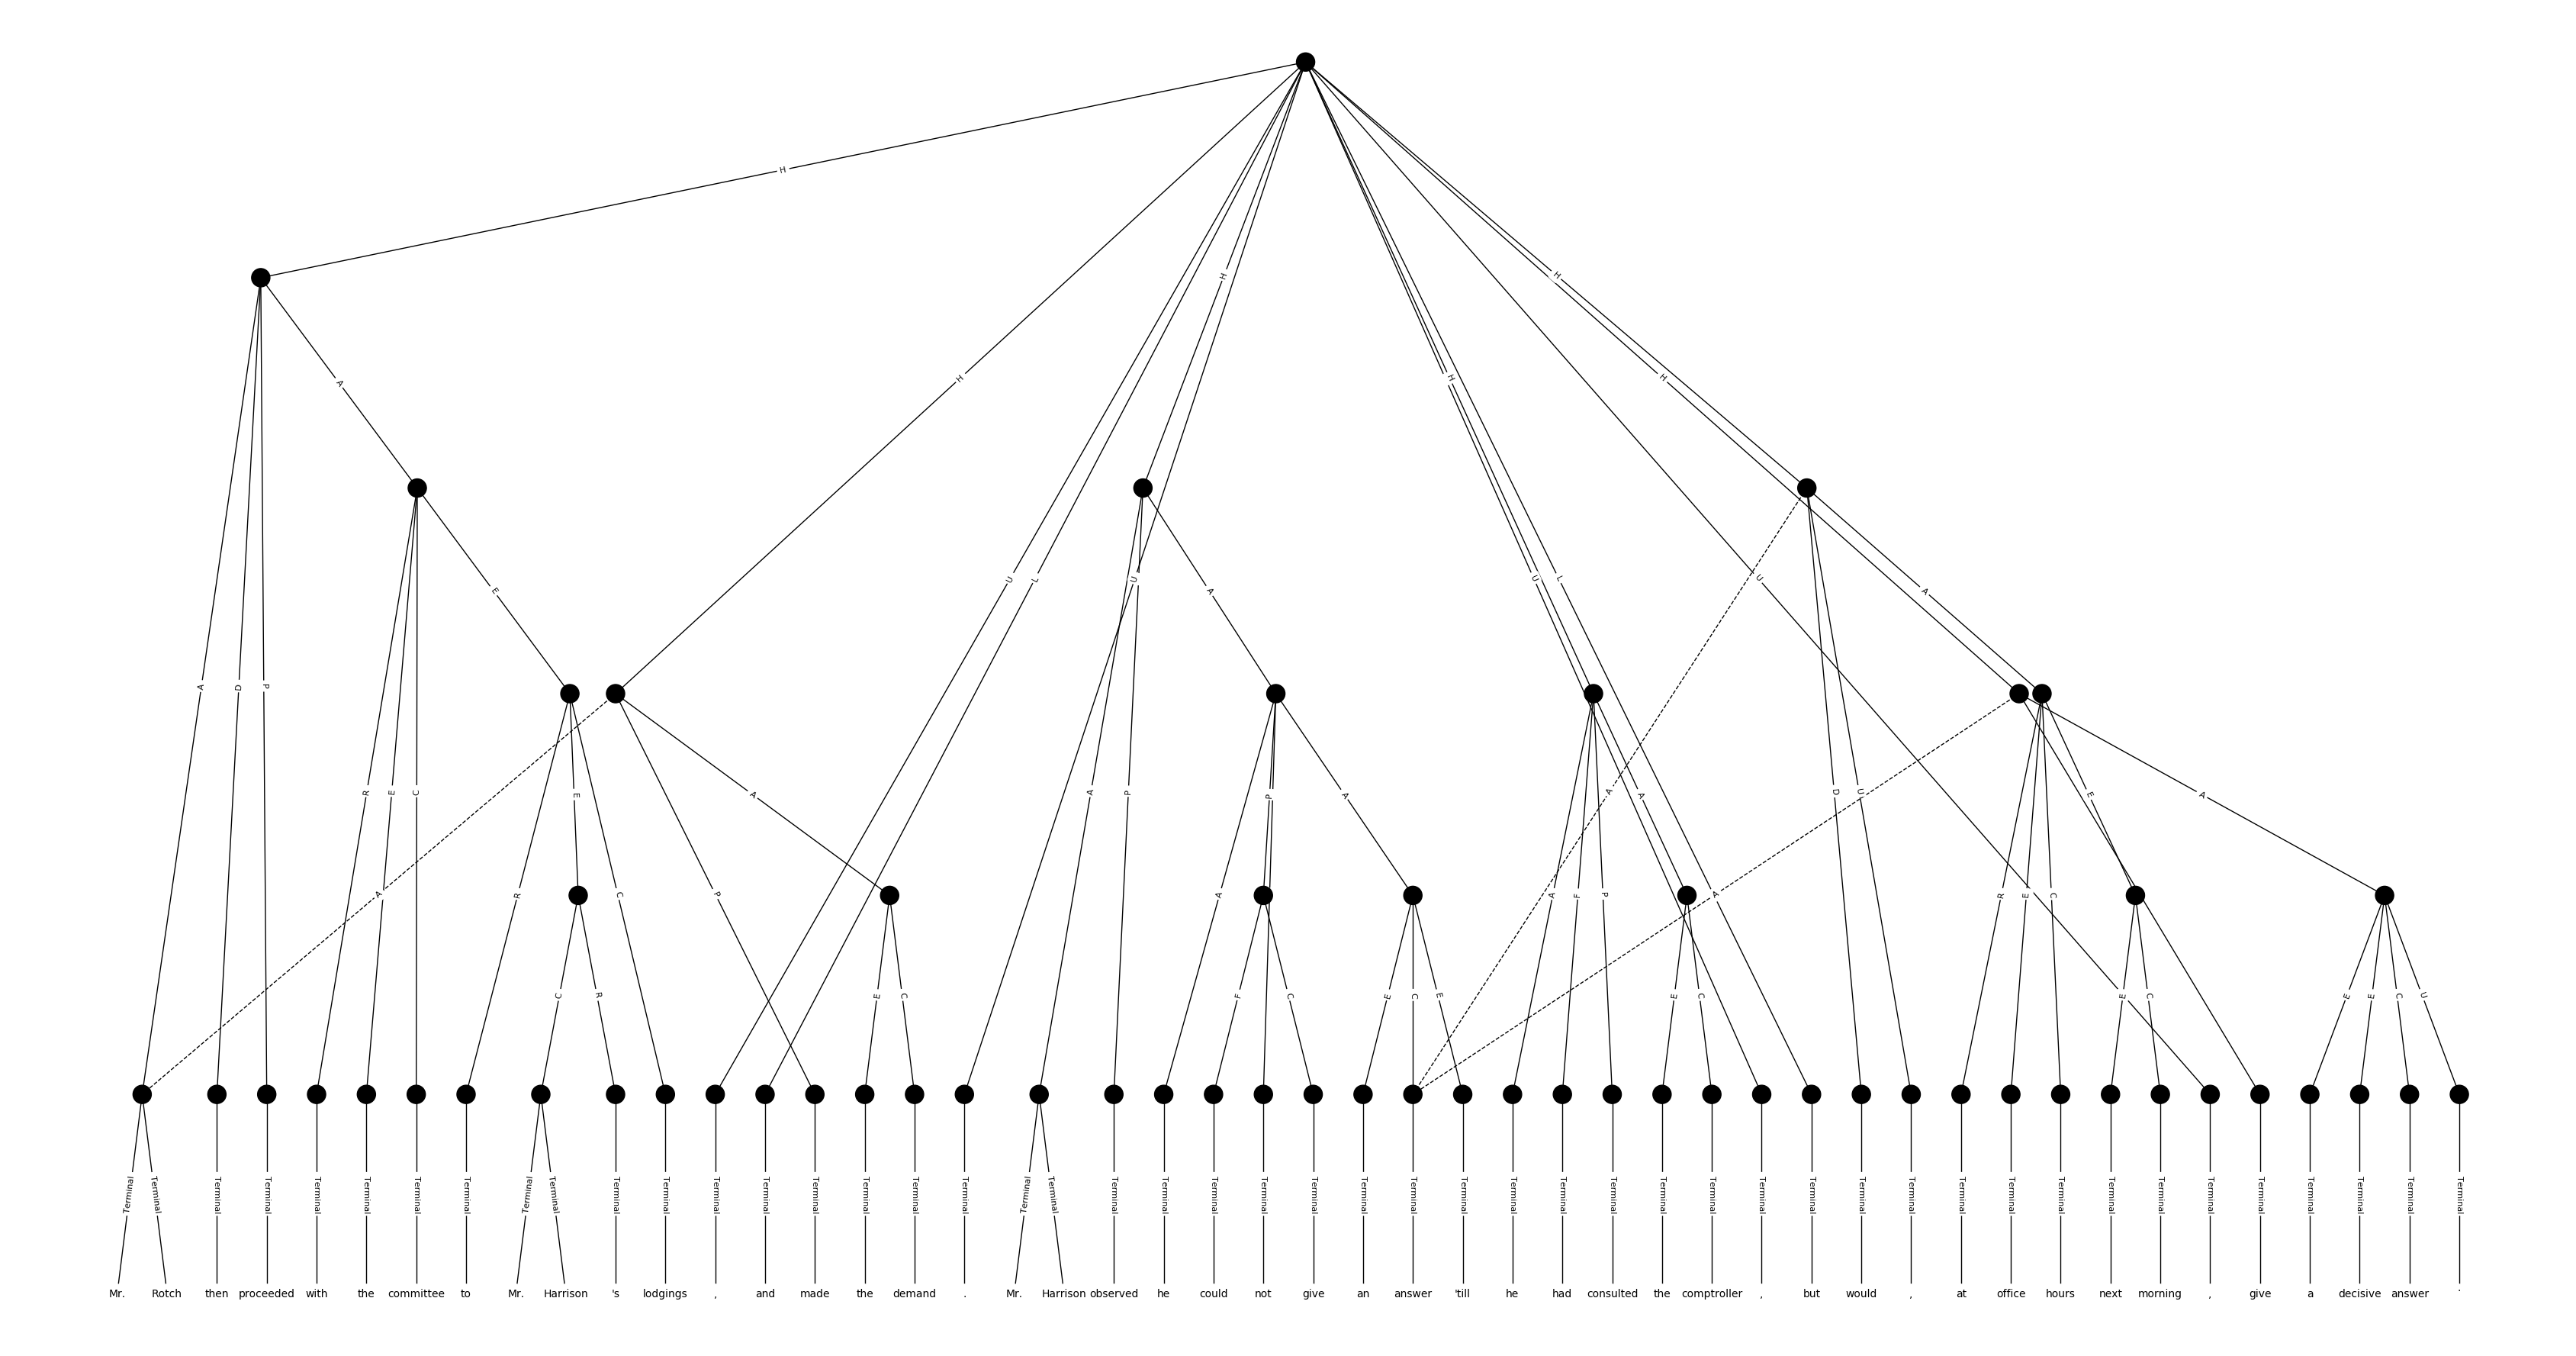 H
H
H
H
A
H
H
A
E
U
L
U
A
U
L
U
A
A
D
P
R
E
C
E
A
A
P
P
A
A
A
D
U
E
A
A
R
C
P
A
A
F
P
A
R
E
C
C
R
E
C
F
C
E
C
E
E
C
E
C
E
E
C
U
Terminal Terminal Terminal Terminal Terminal Terminal Terminal Terminal Terminal Terminal Terminal Terminal Terminal Terminal Terminal Terminal Terminal Terminal Terminal Terminal Terminal Terminal Terminal Terminal Terminal Terminal Terminal Terminal Terminal Terminal Terminal Terminal Terminal Terminal Terminal Terminal Terminal Terminal Terminal Terminal Terminal Terminal Terminal Terminal Terminal Terminal Terminal Terminal
Mr. Rotch then proceeded with the committee to Mr. Harrison 's lodgings , and made the demand . Mr. Harrison observed he could not give an answer 'till he had consulted the comptroller , but would , at office hours next morning , give a decisive answer .